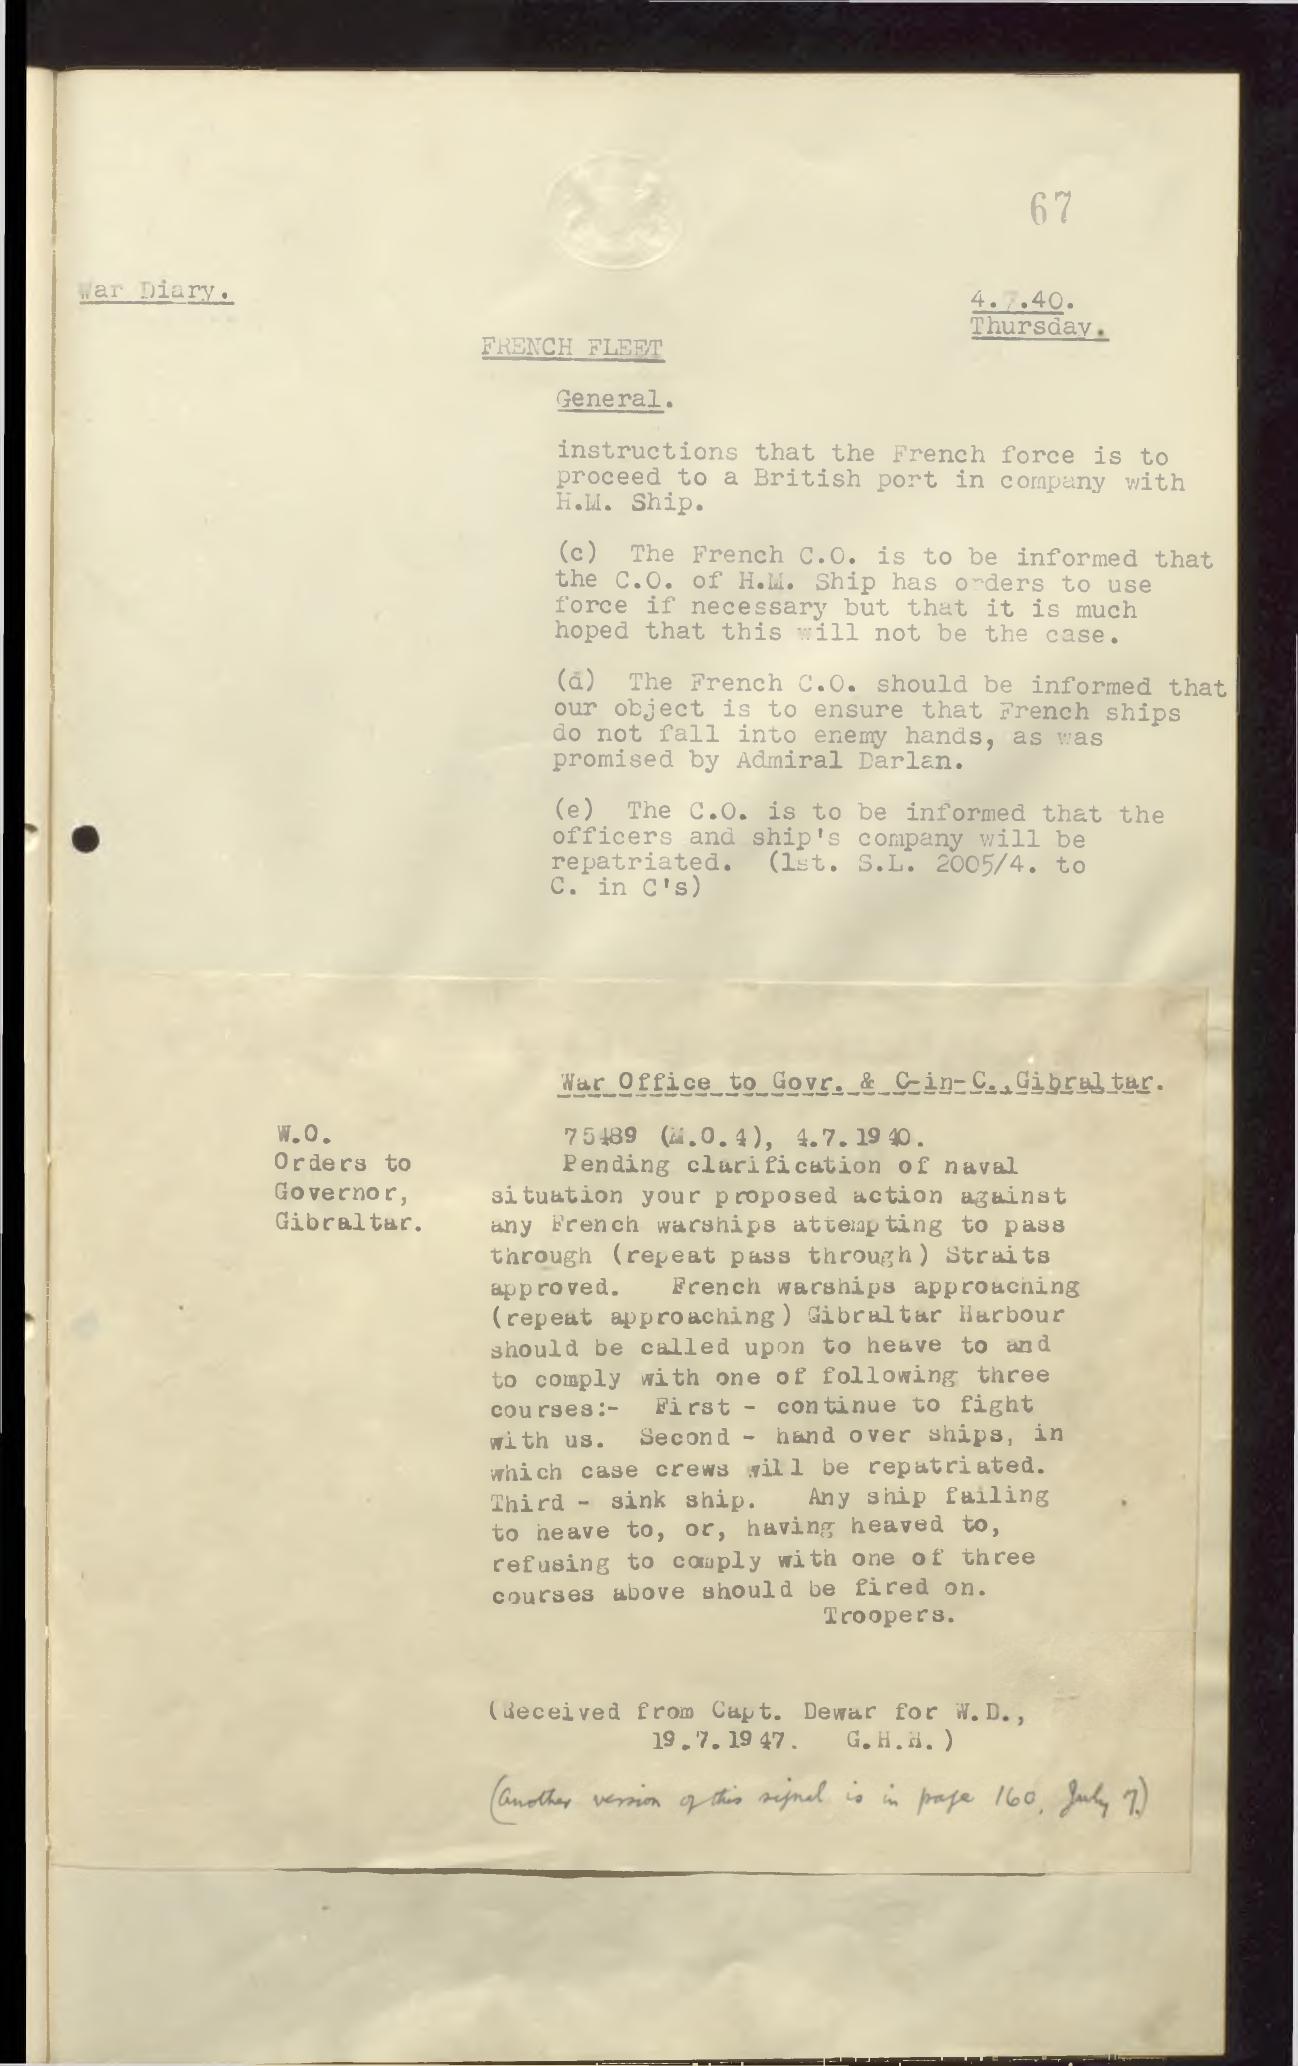 67
War Diary.
4.7.40.
Thursday.
FRENCH FLEET
General.
instructions that the French force is to
proceed to a British port in company with
H.M. Ship.
(c) The French C.O. is to be informed that
the C.O. of H.M. Ship has orders to use
force if necessary but that it is much
hoped that this will not be the case.
(d) The French C.O. should be informed that
our object is to ensure that French ships
do not fall into enemy hands, as was
promised by Admiral Darlan.
(e) The C.O. is to be informed that the
officers and ship's company will be
repatriated. (1st. S.L. 2005/4. to
C. in C's)
War Office to Govr. & C-in-C., Gibraltar.
W.O.
Orders to
Governor,
Gibraltar.
75489 (M.O.4), 4.7.1940.
Pending clarification of naval
situation your proposed action against
any French warships attempting to pass
through (repeat pass through) Straits
approved. French warships approaching
(repeat approaching) Gibraltar Harbour
should be called upon to heave to and
to comply with one of following three
courses:- First - continue to fight
with us. Second - hand over ships, in
which case crews will be repatriated.
Third - sink ship. Any ship failing
to heave to, or, having heaved to,
refusing to comply with one of three
courses above should be fired on.
Troopers.
(Received from Capt. Dewar for W.D.,
19.7.1947. G.H.H.)
(Another version of this signal is in page 160, July 7.)